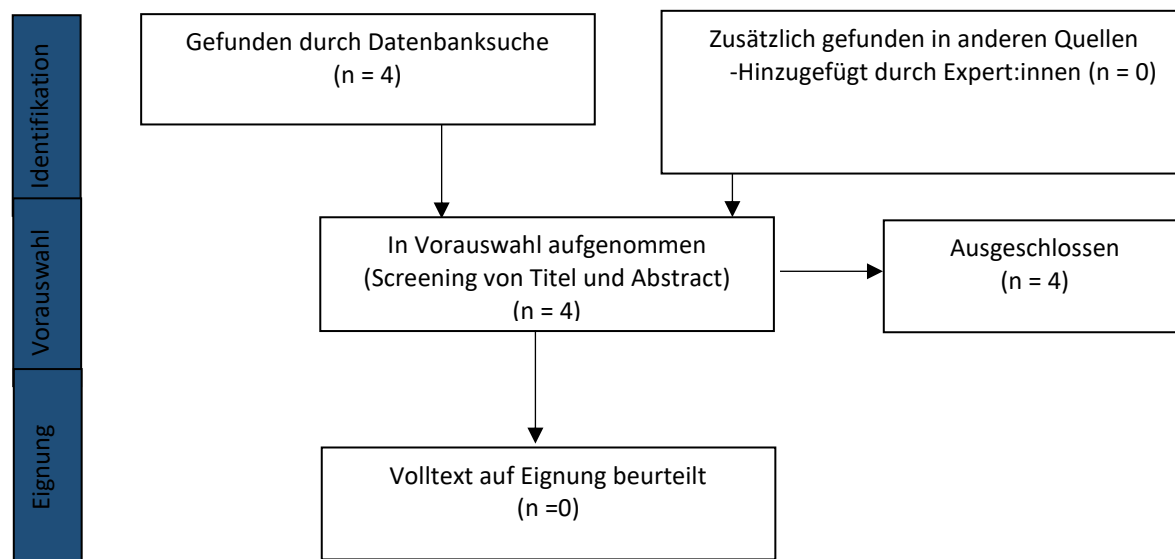 Identifikation
Gefunden durch Datenbanksuche
(n = 4)
Zusätzlich gefunden in anderen Quellen
-Hinzugefügt durch Expert:innen (n = 0)
Vorauswahl
In Vorauswahl aufgenommen
(Screening von Titel und Abstract)
(n = 4)
Ausgeschlossen
(n = 4)
Eignung
Volltext auf Eignung beurteilt
(n =0)